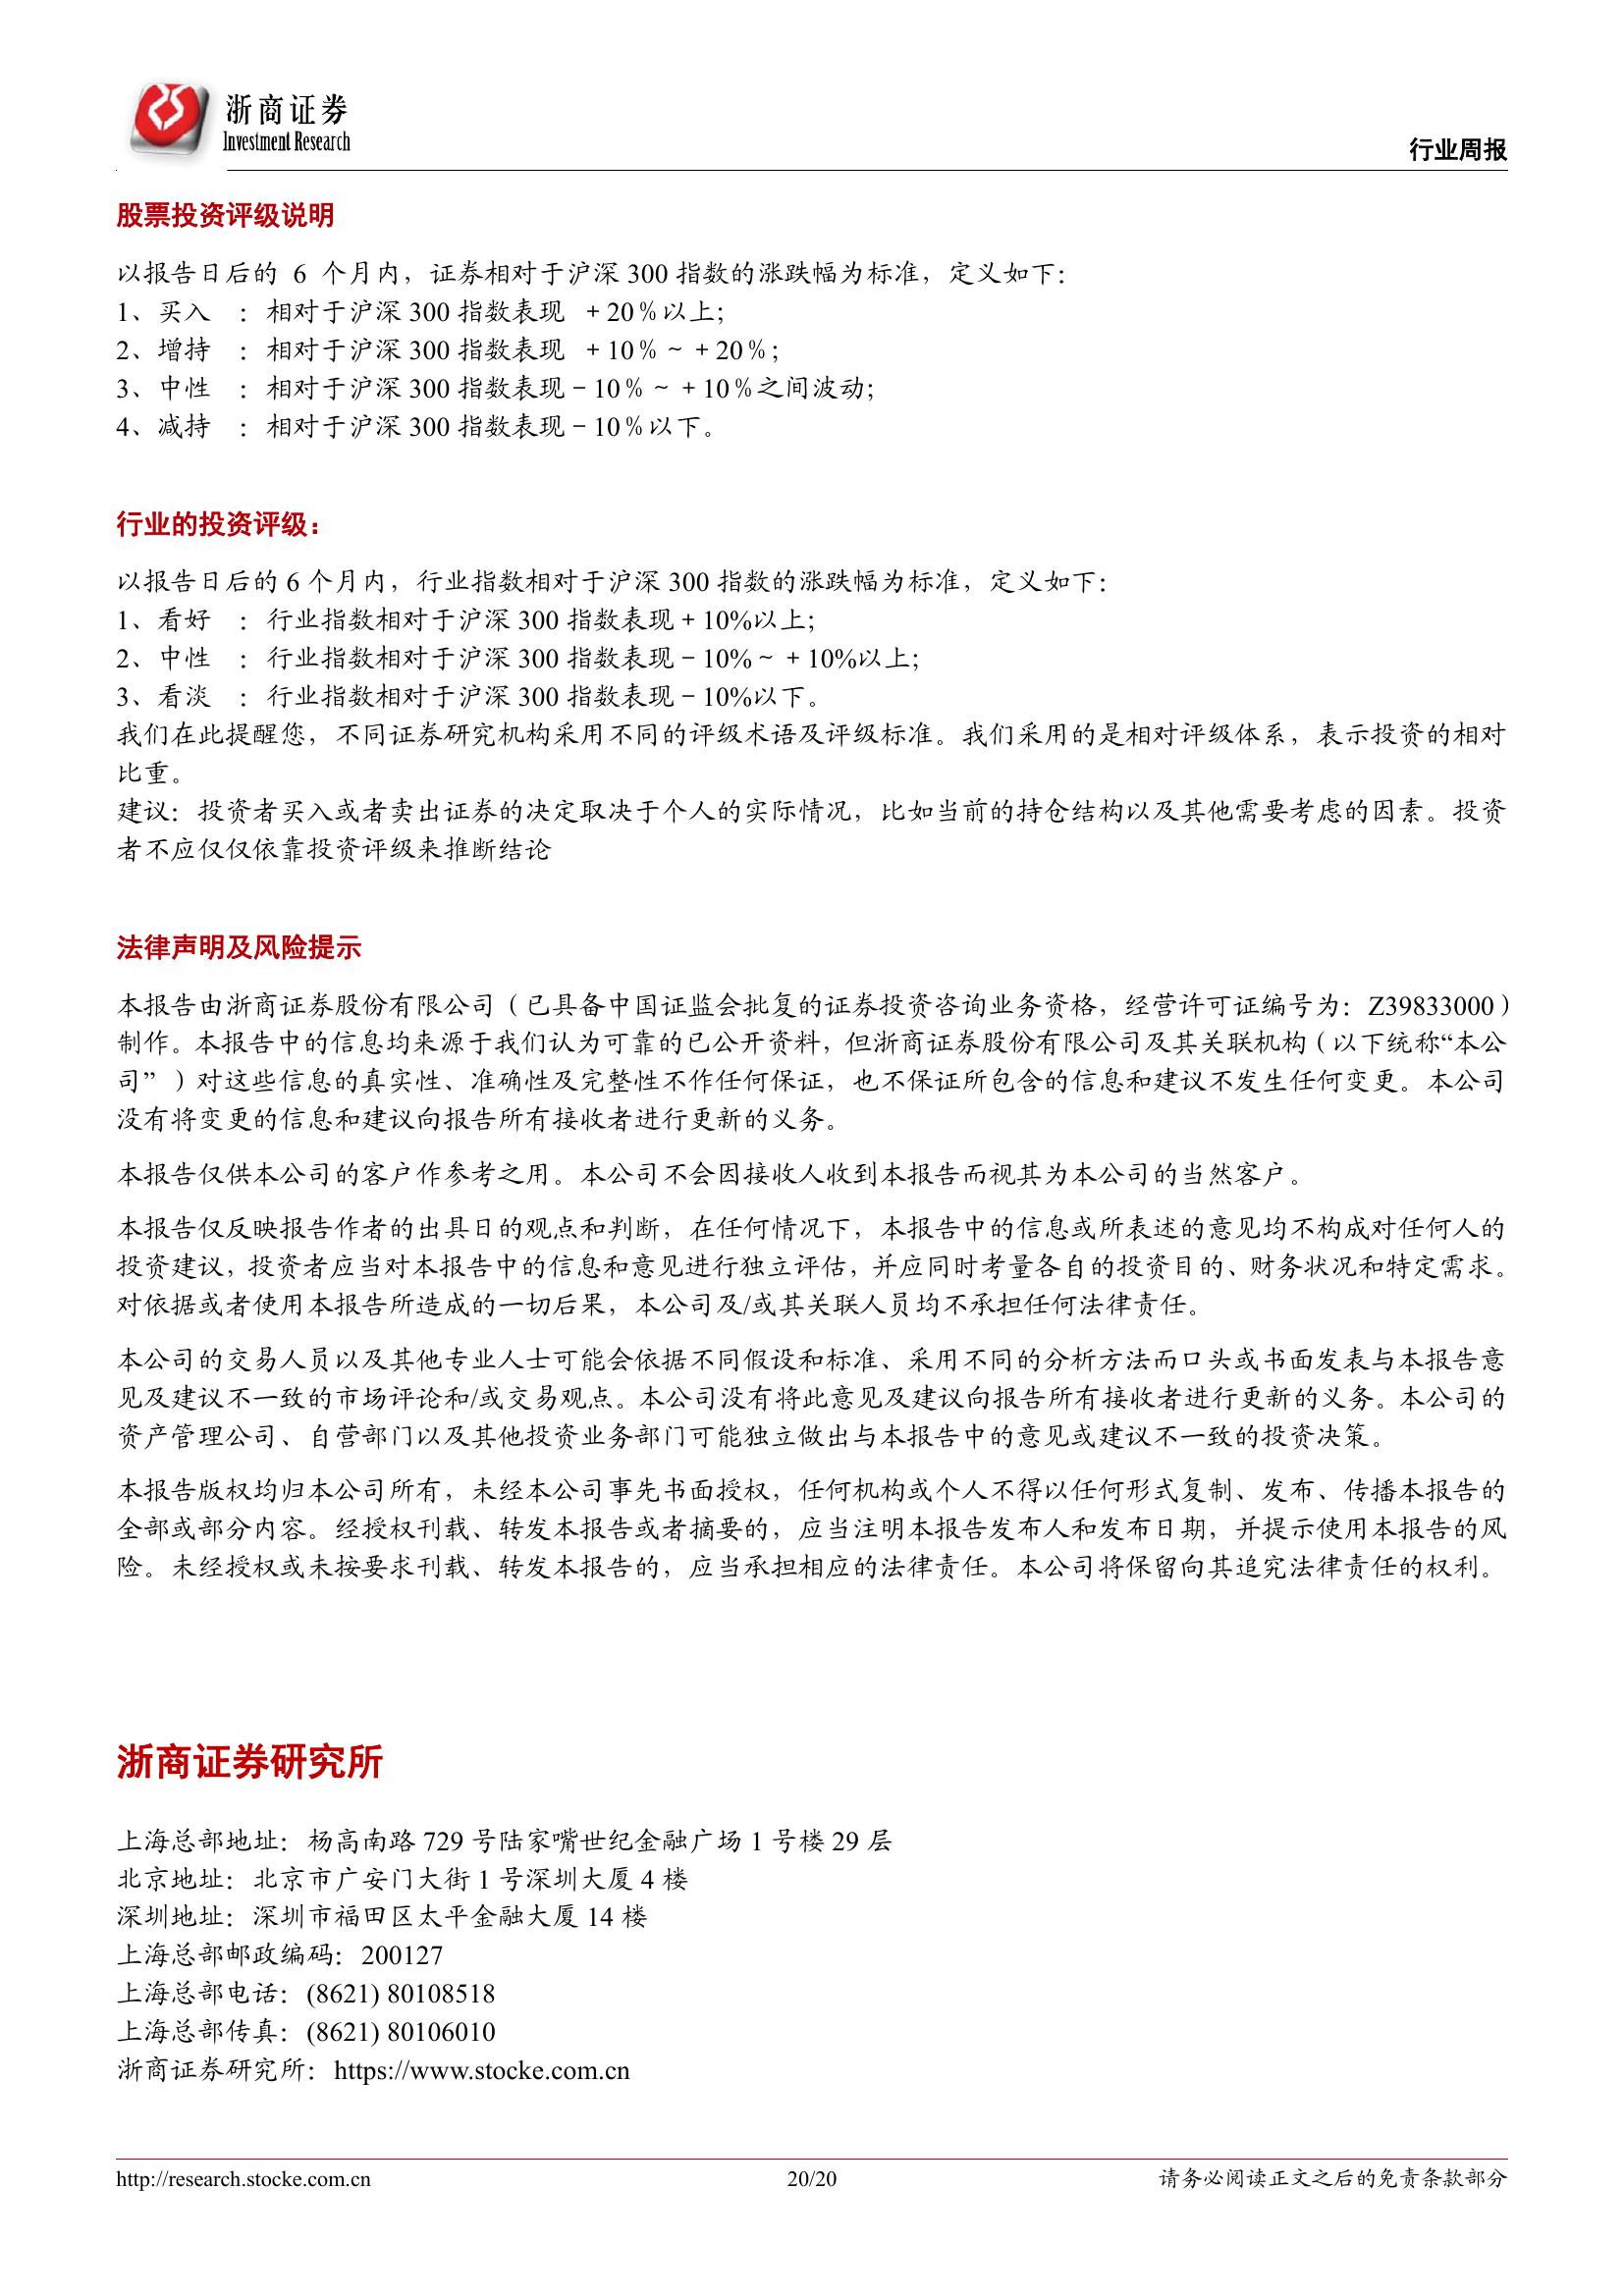 浙商证券
Investment Research
行业周报
股票投资评级说明
以报告日后的 6 个月内，证券相对于沪深 300 指数的涨跌幅为标准，定义如下：
1、买入 ：相对于沪深 300 指数表现 ＋20％以上；
2、增持 ：相对于沪深 300 指数表现 ＋10％～＋20％；
3、中性 ：相对于沪深 300 指数表现－10％～＋10％之间波动；
4、减持 ：相对于沪深 300 指数表现－10％以下。
行业的投资评级：
以报告日后的 6 个月内，行业指数相对于沪深 300 指数的涨跌幅为标准，定义如下：
1、看好 ：行业指数相对于沪深 300 指数表现＋10%以上；
2、中性 ：行业指数相对于沪深 300 指数表现－10%～＋10%以上；
3、看淡 ：行业指数相对于沪深 300 指数表现－10%以下。
我们在此提醒您，不同证券研究机构采用不同的评级术语及评级标准。我们采用的是相对评级体系，表示投资的相对
比重。
建议：投资者买入或者卖出证券的决定取决于个人的实际情况，比如当前的持仓结构以及其他需要考虑的因素。投资
者不应仅仅依靠投资评级来推断结论
法律声明及风险提示
本报告由浙商证券股份有限公司（已具备中国证监会批复的证券投资咨询业务资格，经营许可证编号为：Z39833000）
制作。本报告中的信息均来源于我们认为可靠的已公开资料，但浙商证券股份有限公司及其关联机构（以下统称“本公
司”）对这些信息的真实性、准确性及完整性不作任何保证，也不保证所包含的信息和建议不发生任何变更。本公司
没有将变更的信息和建议向报告所有接收者进行更新的义务。
本报告仅供本公司的客户作参考之用。本公司不会因接收人收到本报告而视其为本公司的当然客户。
本报告仅反映报告作者的出具日的观点和判断，在任何情况下，本报告中的信息或所表述的意见均不构成对任何人的
投资建议，投资者应当对本报告中的信息和意见进行独立评估，并应同时考量各自的投资目的、财务状况和特定需求。
对依据或者使用本报告所造成的一切后果，本公司及/或其关联人员均不承担任何法律责任。
本公司的交易人员以及其他专业人士可能会依据不同假设和标准、采用不同的分析方法而口头或书面发表与本报告意
见及建议不一致的市场评论和/或交易观点。本公司没有将此意见及建议向报告所有接收者进行更新的义务。本公司的
资产管理公司、自营部门以及其他投资业务部门可能独立做出与本报告中的意见或建议不一致的投资决策。
本报告版权均归本公司所有，未经本公司事先书面授权，任何机构或个人不得以任何形式复制、发布、传播本报告的
全部或部分内容。经授权刊载、转发本报告或者摘要的，应当注明本报告发布人和发布日期，并提示使用本报告的风
险。未经授权或未按要求刊载、转发本报告的，应当承担相应的法律责任。本公司将保留向其追究法律责任的权利。
浙商证券研究所
上海总部地址：杨高南路 729 号陆家嘴世纪金融广场 1 号楼 29 层
北京地址：北京市广安门大街 1 号深圳大厦 4 楼
深圳地址：深圳市福田区太平金融大厦 14 楼
上海总部邮政编码：200127
上海总部电话：(8621) 80108518
上海总部传真：(8621) 80106010
浙商证券研究所：https://www.stocke.com.cn
http://research.stocke.com.cn
20/20
请务必阅读正文之后的免责条款部分